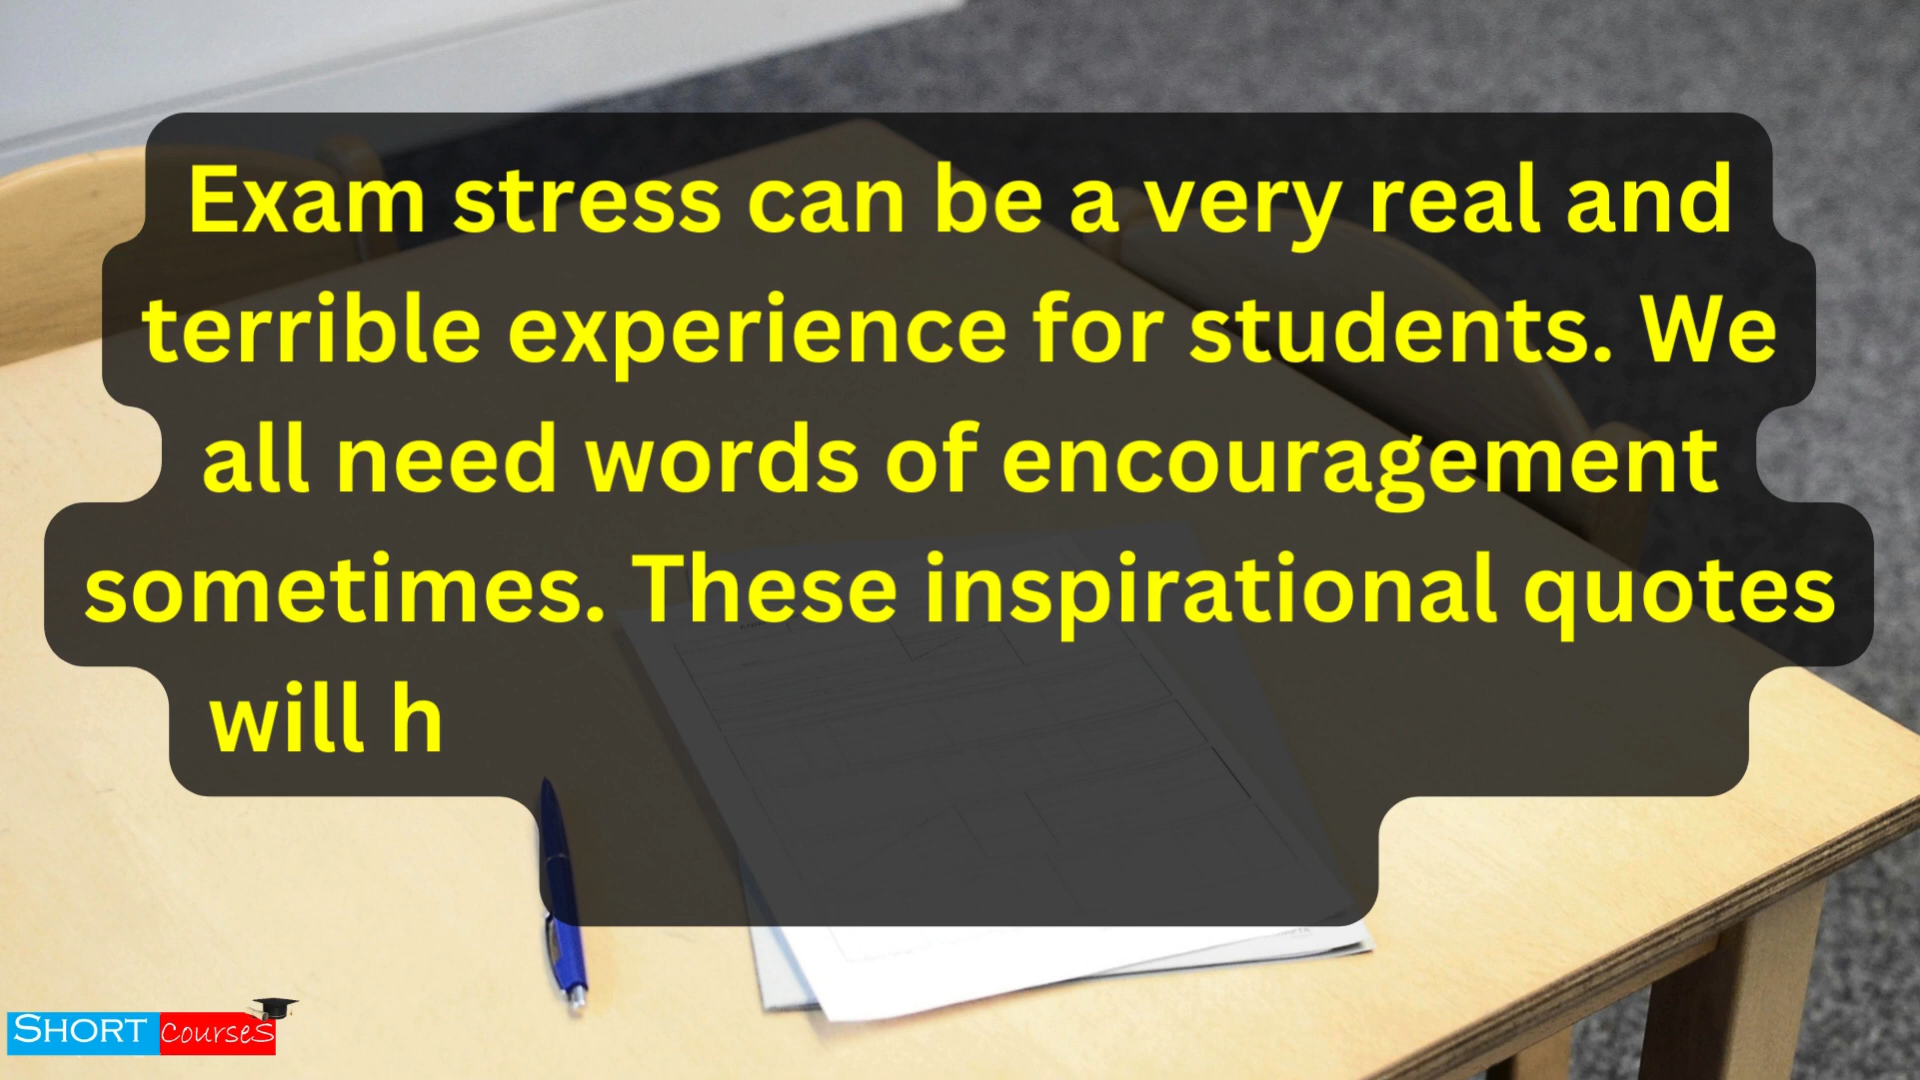 Exam stress can be a very real and
terrible experience for students. We
all need words of encouragement
sometimes. These inspirational quotes
will h
SHORT courses